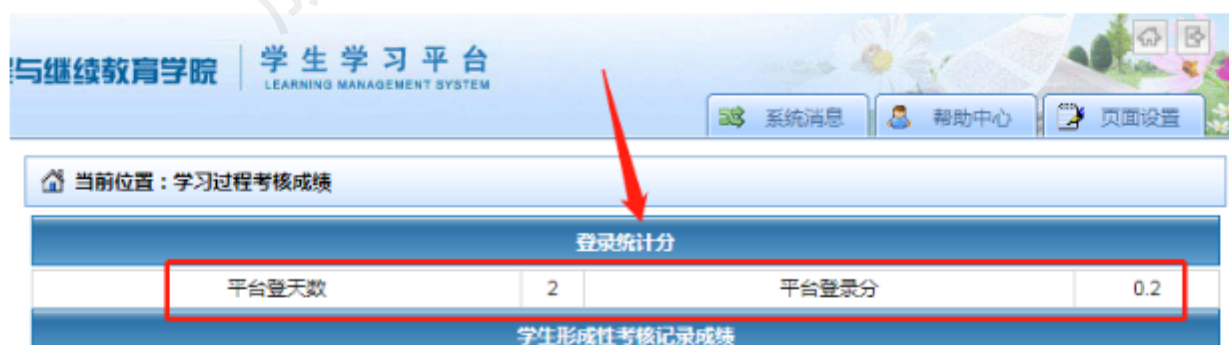 与继续教育学院
学生学习平台
LEARNING MANAGEMENT SYSTEM
系统消息
帮助中心
页面设置
当前位置：学习过程考核成绩
登录统计分
平台登天数 2 平台登录分 0.2
学生形成性考核记录成绩